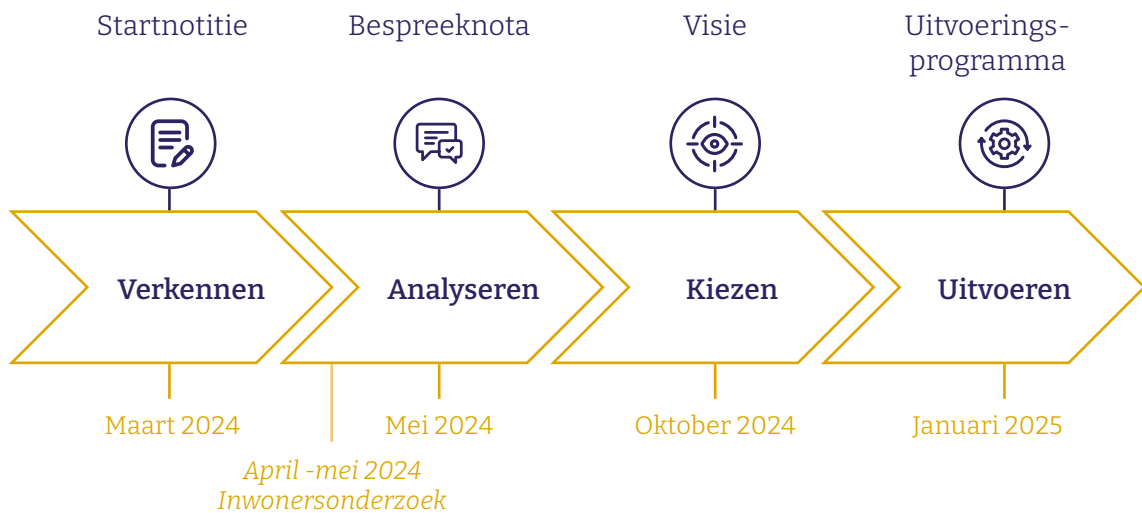 Startnotitie
Bespreeknota
Visie
Uitvoerings-
programma
Verkennen
Analyseren
Kiezen
Uitvoeren
Maart 2024
Mei 2024
Oktober 2024
Januari 2025
April -mei 2024
Inwonersonderzoek